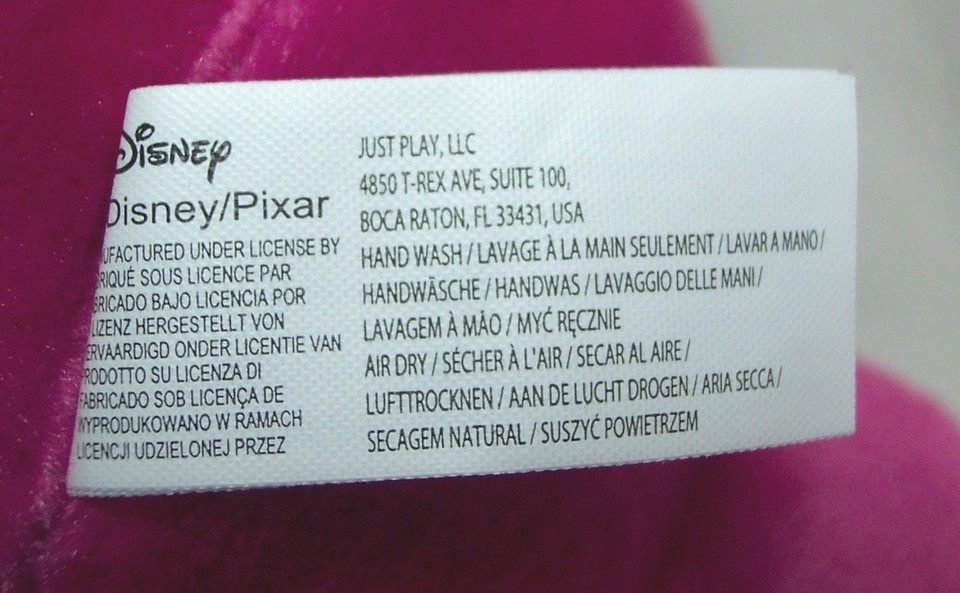 Disney
Disney/Pixar
UFACTURED UNDER LICENSE BY
RIQUÉ SOUS LICENCE PAR
BRICADO BAJO LICENCIA POR
LIZENZ HERGESTELLT VON
ERVAARDIGD ONDER LICENTIE VAN
RODOTTO SU LICENZA DI
FABRICADO SOB LICENÇA DE
WYPRODUKOWANO W RAMACH
LICENCJI UDZIELONEJ PRZEZ
JUST PLAY, LLC
4850 T-REX AVE, SUITE 100,
BOCA RATON, FL 33431, USA
HAND WASH / LAVAGE À LA MAIN SEULEMENT / LAVAR A MANO /
HANDWÄSCHE / HANDWAS / LAVAGGIO DELLE MANI /
LAVAGEM À MÃO / MYĆ RĘCZNIE
AIR DRY / SÉCHER À L'AIR / SECAR AL AIRE /
LUFTTROCKNEN / AAN DE LUCHT DROGEN / ARIA SECCA /
SECAGEM NATURAL / SUSZYĆ POWIETRZEM